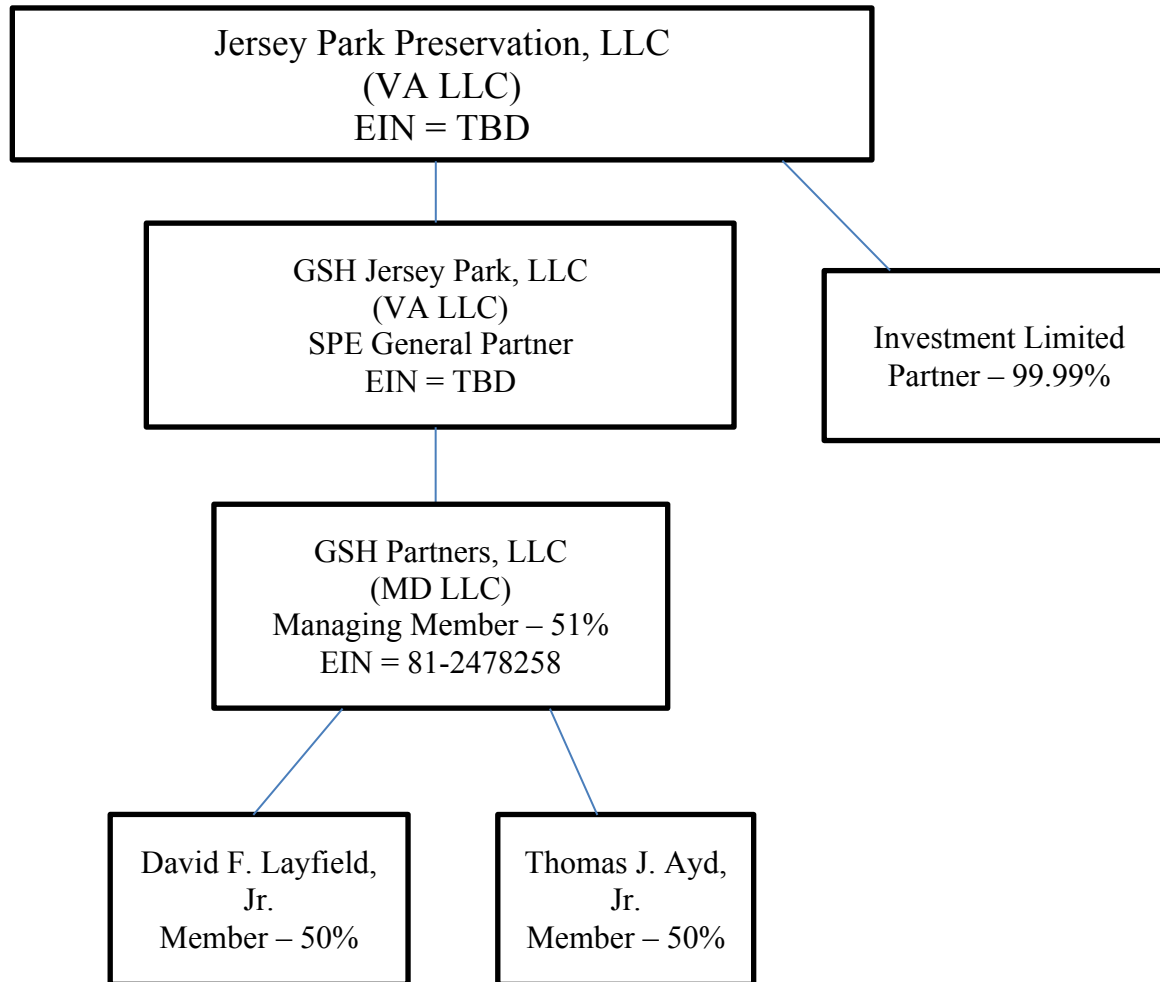 Jersey Park Preservation, LLC
(VA LLC)
EIN = TBD
GSH Jersey Park, LLC
(VA LLC)
SPE General Partner
EIN = TBD
Investment Limited
Partner – 99.99%
GSH Partners, LLC
(MD LLC)
Managing Member – 51%
EIN = 81-2478258
David F. Layfield,
Jr.
Member – 50%
Thomas J. Ayd,
Jr.
Member – 50%